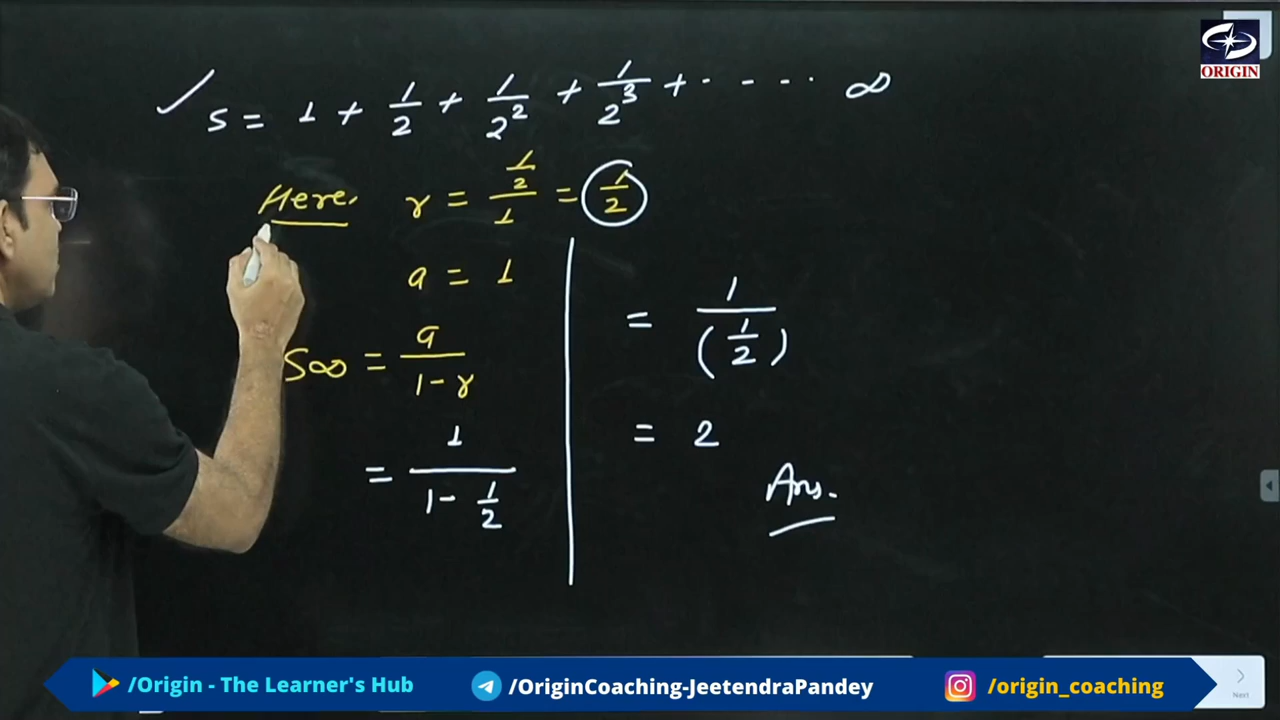 ORIGIN
S = 1 + 1/2 + 1/2² + 1/2³ + ‑ ‑ ‑ ‑ ∞
Here. r = (1/2)/1 = 1/2
a = 1
S∞ = a/(1 - r)
= 1/(1 - 1/2)
= 1/(1/2)
= 2
Ans.
/Origin - The Learner's Hub
/OriginCoaching-JeetendraPandey
/origin_coaching
Next